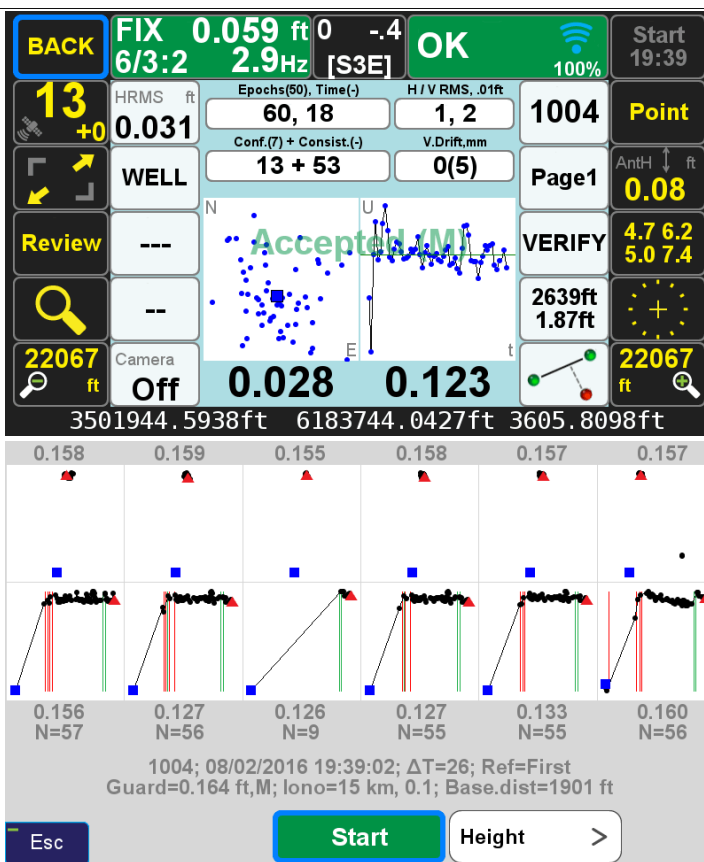 BACK
FIX 0.059 ft
6/3:2 2.9Hz
0 -.4
[S3E]
OK
100%
Start
19:39
13
+0
HRMS ft
0.031
Epochs(50), Time(-)
60, 18
H / V RMS, .01ft
1, 2
1004
Point
WELL
Conf.(7) + Consist.(-)
13 + 53
V.Drift,mm
0(5)
Page1
AntH ft
0.08
Review
---
N
U
Accepted (M)
VERIFY
4.7 6.2
5.0 7.4
--
2639ft
1.87ft
E
t
22067
ft
Camera
Off
0.028
0.123
22067
ft
3501944.5938ft 6183744.0427ft 3605.8098ft
0.158 0.159 0.155 0.158 0.157 0.157
0.156 0.127 0.126 0.127 0.133 0.160
N=57 N=56 N=9 N=55 N=55 N=56
1004; 08/02/2016 19:39:02; ΔT=26; Ref=First
Guard=0.164 ft,M; Iono=15 km, 0.1; Base.dist=1901 ft
Esc
Start
Height >